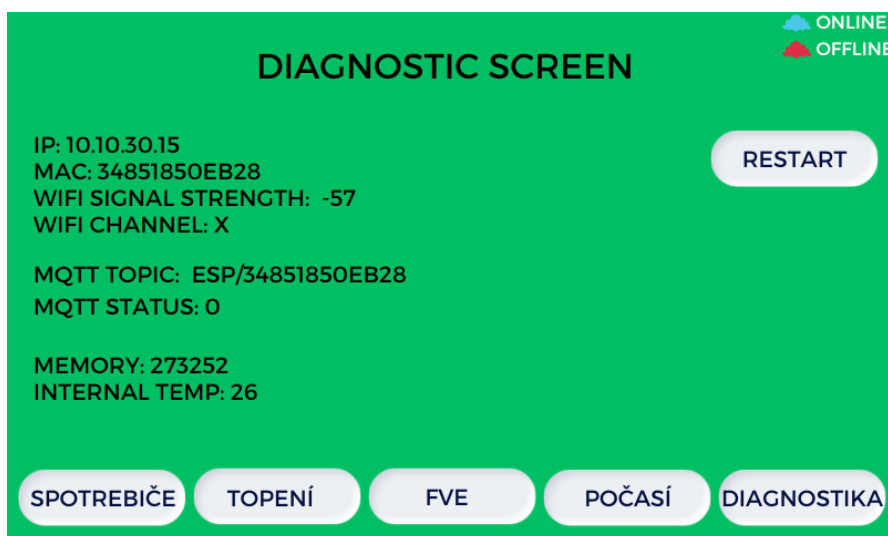 ONLINE
OFFLINE
DIAGNOSTIC SCREEN
IP: 10.10.30.15
MAC: 34851850EB28
WIFI SIGNAL STRENGTH: -57
WIFI CHANNEL: X
RESTART
MQTT TOPIC: ESP/34851850EB28
MQTT STATUS: 0
MEMORY: 273252
INTERNAL TEMP: 26
SPOTREBIČE TOPENÍ FVE POČASÍ DIAGNOSTIKA